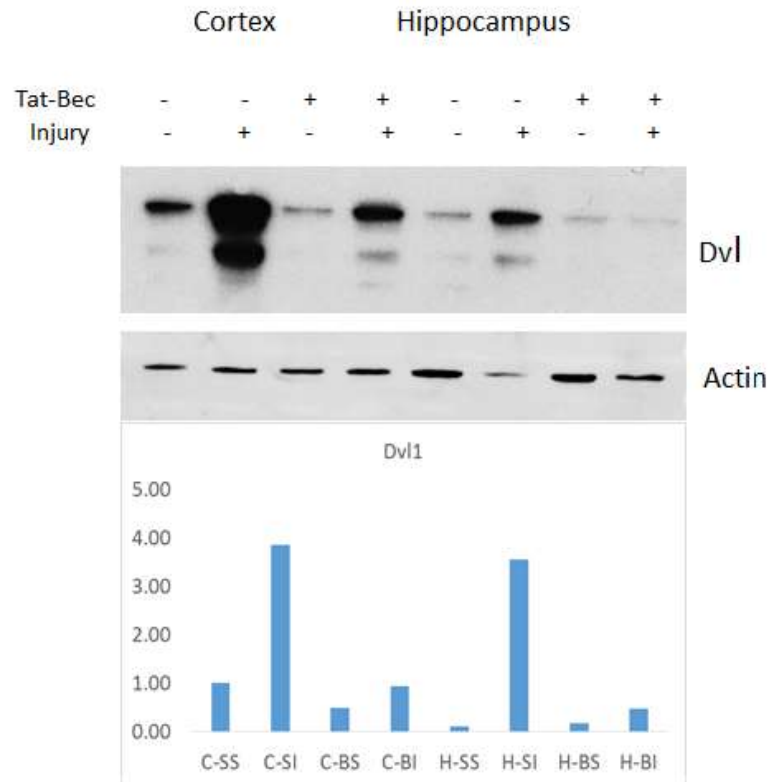 Cortex Hippocampus
Tat-Bec - - + + - - + +
Injury - + - + - + - +
Dvl
Actin
Dvl1
5.00
4.00
3.00
2.00
1.00
0.00
C-SS C-SI C-BS C-BI H-SS H-SI H-BS H-BI